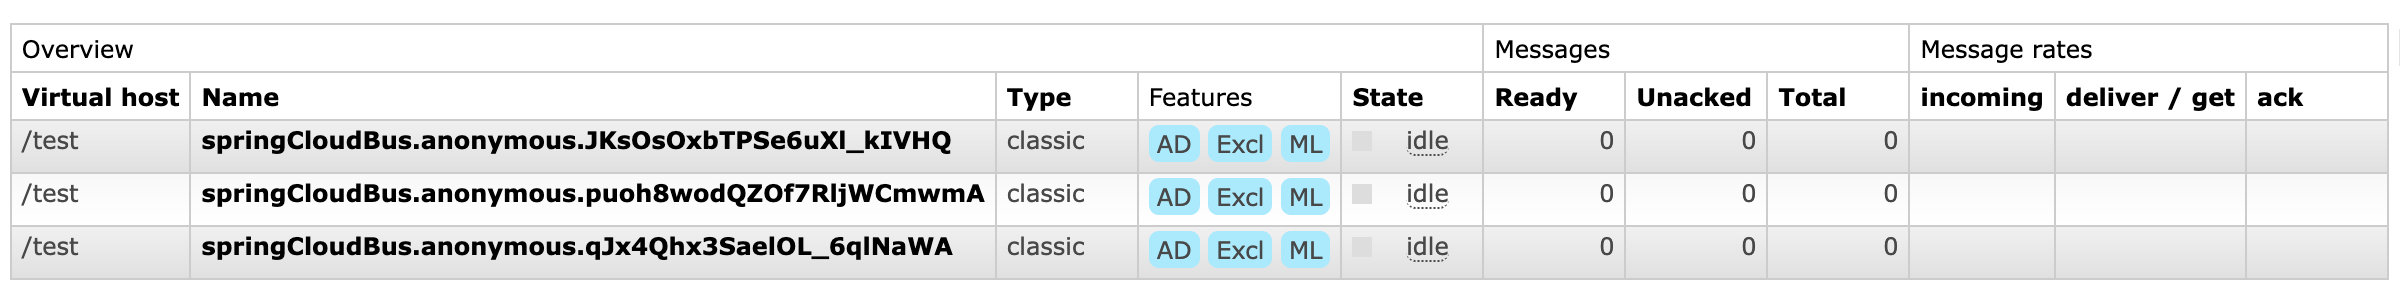 Overview Messages Message rates
Virtual host Name Type Features State Ready Unacked Total incoming deliver / get ack
/test springCloudBus.anonymous.JKsOsOxbTPSe6uXl_kIVHQ classic AD Excl ML idle 0 0 0
/test springCloudBus.anonymous.puoh8wodQZOf7RljWCmwmA classic AD Excl ML idle 0 0 0
/test springCloudBus.anonymous.qJx4Qhx3SaelOL_6qlNaWA classic AD Excl ML idle 0 0 0